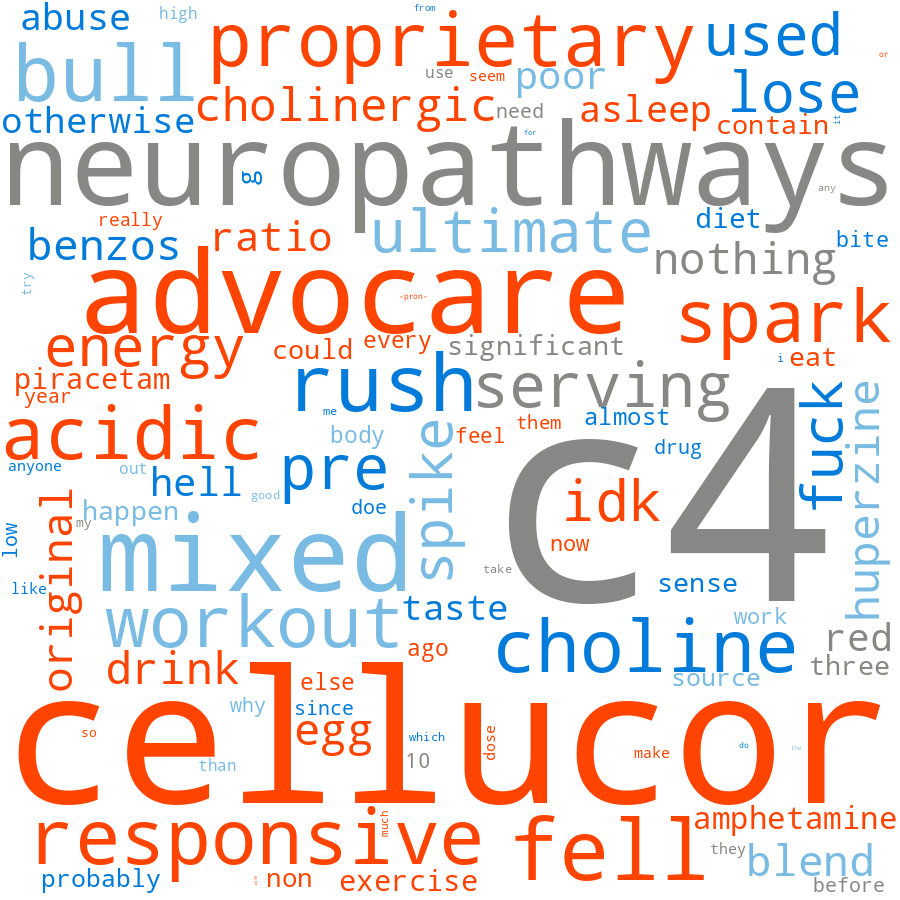 from
abuse
high
proprietary
used
bull
use
seem
poor
or
lose
cholinergic
need
asleep
contain
it
otherwise
for
neuropathways
g
any
really
ratio
ultimate
diet
bite
benzos
nothing
try
advocare
-pron-
spark
energy
could
every
significant
i
eat
piracetam
year
rush
serving
fuck
huperzine
acidic
me
them
almost
body
feel
drug
anyone
out
hell
good
pre
spike
c4
idk
original
happen
my
doe
low
now
like
mixed
take
sense
workout
taste
work
choline
red
three
drink
ago
source
else
why
since
egg
so
which
dose
make
do
the
than
10
cellucor
responsive
much
fell
amphetamine
they
blend
probably
non
exercise
before